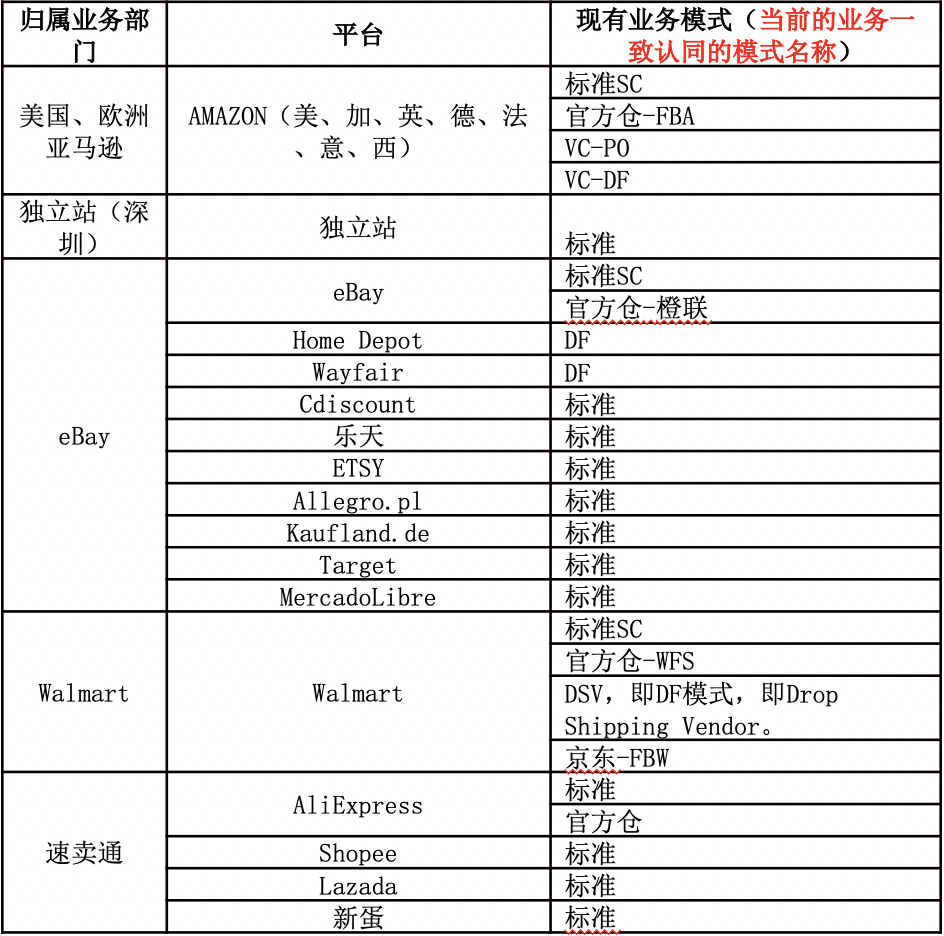 归属业务部
门
平台
现有业务模式（当前的业务一
致认同的模式名称）
美国、欧洲
亚马逊
AMAZON（美、加、英、德、法
、意、西）
标准SC
官方仓-FBA
VC-PO
VC-DF
独立站（深
圳）
独立站
标准
eBay
eBay
标准SC
官方仓-橙联
Home Depot
DF
Wayfair
DF
Cdiscount
标准
乐天
标准
ETSY
标准
Allegro.pl
标准
Kaufland.de
标准
Target
标准
MercadoLibre
标准
Walmart
Walmart
标准SC
官方仓-WFS
DSV，即DF模式，即Drop
Shipping Vendor。
京东-FBW
速卖通
AliExpress
标准
官方仓
Shopee
标准
Lazada
标准
新蛋
标准